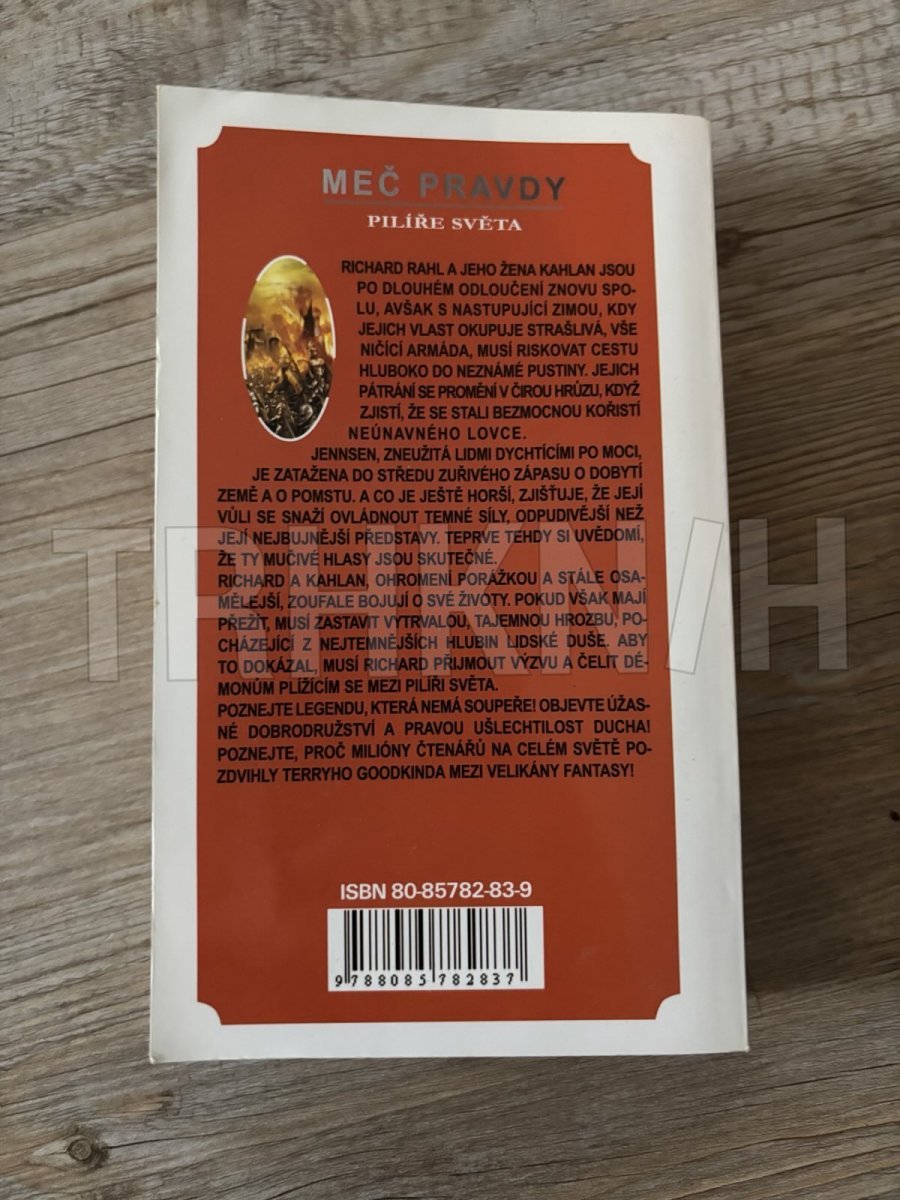 MEČ PRAVDY
PILÍŘE SVĚTA
RICHARD RAHL A JEHO ŽENA KAHLAN JSOU
PO DLOUHÉM ODLOUČENÍ ZNOVU SPO-
LU, AVŠAK S NASTUPUJÍCÍ ZIMOU, KDY
JEJICH VLAST OKUPUJE STRAŠLIVÁ, VŠE
NIČÍCÍ ARMÁDA, MUSÍ RISKOVAT CESTU
HLUBOKO DO NEZNÁMÉ PUSTINY. JEJICH
PÁTRÁNÍ SE PROMĚNÍ V ČIROU HRŮZU, KDYŽ
ZJISTÍ, ŽE SE STALI BEZMOCNOU KOŘISTÍ
NEÚNAVNÉHO LOVCE.
JENNSEN, ZNEUŽITÁ LIDMI DYCHTÍCÍMI PO MOCI,
JE ZATAŽENA DO STŘEDU ZUŘIVÉHO ZÁPASU O DOBYTÍ
ZEMĚ A O POMSTU. A CO JE JEŠTĚ HORŠÍ, ZJIŠŤUJE, ŽE JEJÍ
VŮLI SE SNAŽÍ OVLÁDNOUT TEMNÉ SÍLY, ODPUDIVĚJŠÍ NEŽ
JEJÍ NEJBUJNĚJŠÍ PŘEDSTAVY. TEPRVE TEHDY SI UVĚDOMÍ,
ŽE TY MUČIVÉ HLASY JSOU SKUTEČNÉ.
RICHARD A KAHLAN, OHROMENÍ PORÁŽKOU A STÁLE OSA-
MĚLEJŠÍ, ZOUFALE BOJUJÍ O SVÉ ŽIVOTY. POKUD VŠAK MAJÍ
PŘEŽÍT, MUSÍ ZASTAVIT VYTRVALOU, TAJEMNOU HROZBU, PO-
CHÁZEJÍCÍ Z NEJTEMNĚJŠÍCH HLUBIN LIDSKÉ DUŠE. ABY
TO DOKÁZAL, MUSÍ RICHARD PŘIJMOUT VÝZVU A ČELIT DÉ-
MONŮM PLÍŽÍCÍM SE MEZI PILÍŘI SVĚTA.
POZNEJTE LEGENDU, KTERÁ NEMÁ SOUPEŘE! OBJEVTE ÚŽAS-
NÉ DOBRODRUŽSTVÍ A PRAVOU UŠLECHTILOST DUCHA!
POZNEJTE, PROČ MILIÓNY ČTENÁŘŮ NA CELÉM SVĚTĚ PO-
ZDVIHLY TERRYHO GOODKINDA MEZI VELIKÁNY FANTASY!
ISBN 80-85782-83-9
9 788085 782837
TRHKNIH